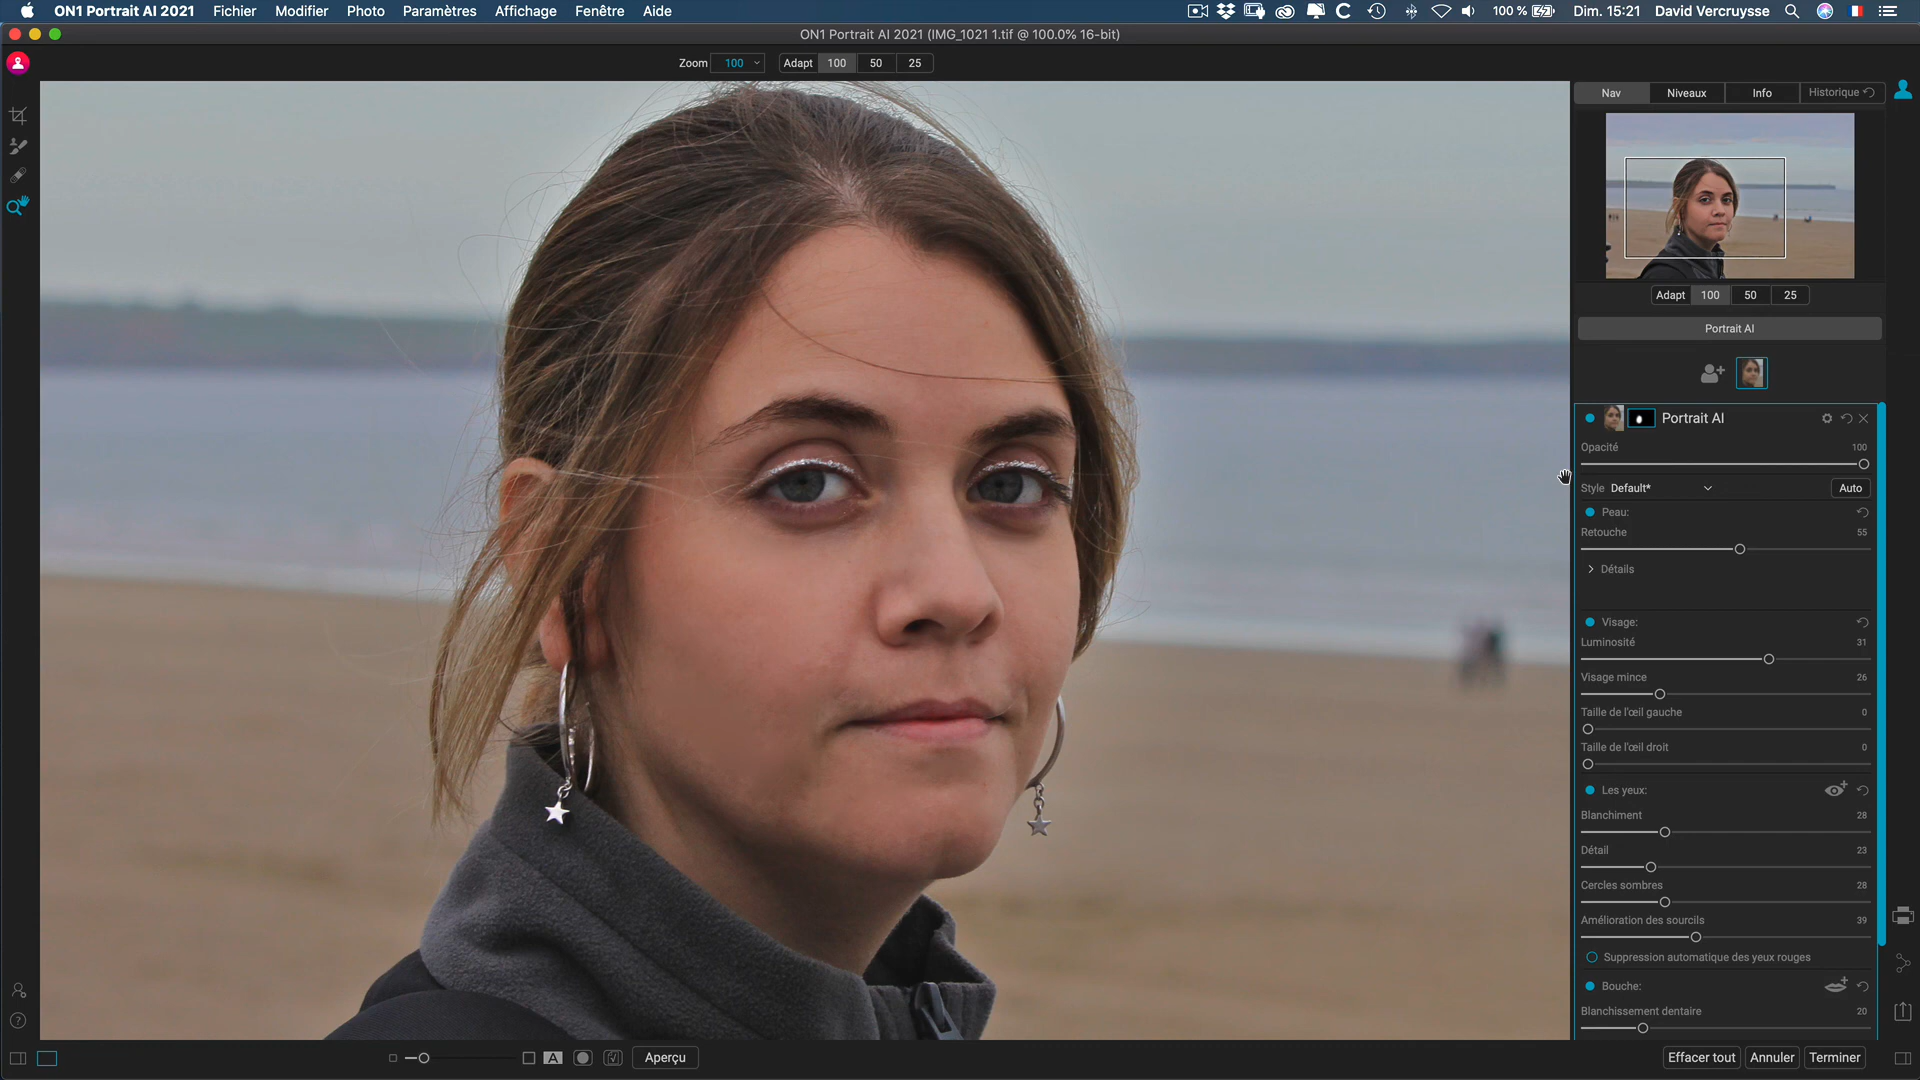 ON1 Portrait AI 2021 Fichier Modifier Photo Paramètres Affichage Fenêtre Aide 100 % Dim. 15:21 David Vercruysse
ON1 Portrait AI 2021 (IMG_1021 1.tif @ 100.0% 16-bit)
Zoom 100 Adapt 100 50 25
Nav Niveaux Info Historique
Adapt 100 50 25
Portrait AI
Portrait AI
Opacité 100
Style Default* Auto
Peau:
Retouche 55
Détails
Visage:
Luminosité 31
Visage mince 26
Taille de l'œil gauche 0
Taille de l'œil droit 0
Les yeux:
Blanchiment 28
Détail 23
Cercles sombres 28
Amélioration des sourcils 39
Suppression automatique des yeux rouges
Bouche:
Blanchissement dentaire 20
A Aperçu Effacer tout Annuler Terminer